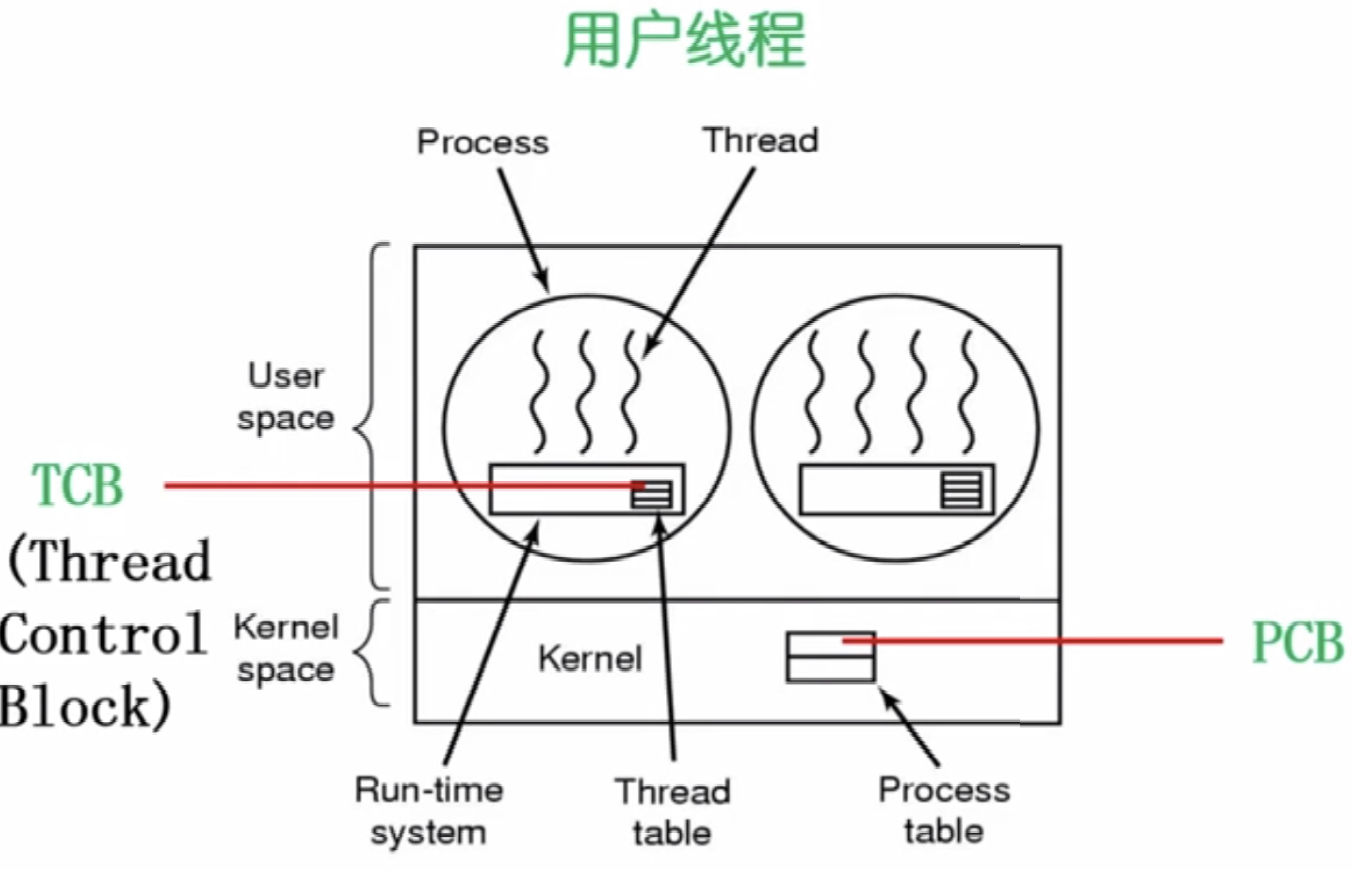 用户线程
Process
Thread
User
space
TCB
(Thread
Control
Block)
Kernel
space
Kernel
PCB
Run-time
system
Thread
table
Process
table